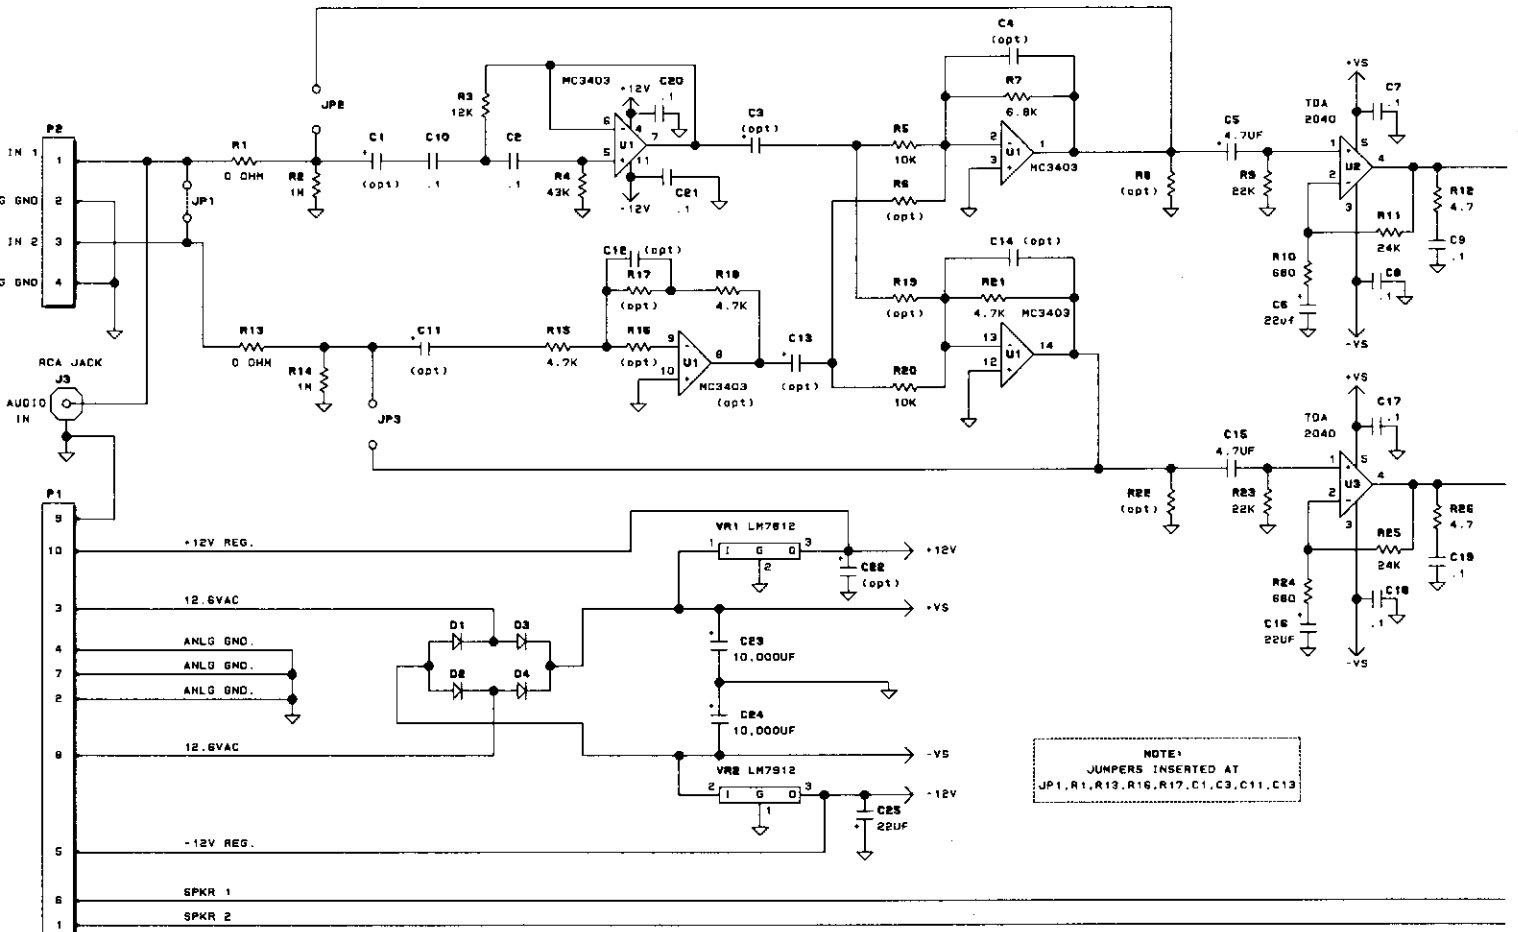 C4
(opt)
+VS
C7
.1
TDA
2040
MC3403
C20
.1
+12V
R7
6.8K
JP2
R3
12K
C3
(opt)
C5
4.7UF
P2
IN 1
1
R1
0 OHM
C1
(opt)
C10
.1
C2
.1
6
4
7
U1
5
11
R5
10K
2
1
U1
3
MC3403
1
5
4
U2
2
3
R2
1M
R4
43K
-12V
C21
.1
R6
(opt)
R8
(opt)
R9
22K
R12
4.7
JP1
G GND
2
IN 2
3
G GND
4
R11
24K
C9
.1
C12
(opt)
R17
(opt)
R18
4.7K
C14 (opt)
R19
(opt)
R21
4.7K
MC3403
R10
680
C8
.1
C6
22uf
-VS
R13
0 OHM
C11
(opt)
R15
4.7K
R16
(opt)
9
8
U1
10
MC3403
(opt)
C13
(opt)
13
14
U1
12
R14
1M
R20
10K
RCA JACK
J3
AUDIO
IN
JP3
+VS
C17
.1
TDA
2040
C15
4.7UF
1
5
4
U3
2
3
R22
(opt)
R23
22K
R26
4.7
R25
24K
C19
.1
R24
680
C18
.1
C16
22UF
-VS
P1
9
10
+12V REG.
VR1 LM7812
1
I G O
3
2
+12V
C22
(opt)
3
12.6VAC
+VS
D1
D3
D2
D4
C23
10,000UF
4
ANLG GND.
7
ANLG GND.
2
ANLG GND.
C24
10,000UF
8
12.6VAC
-VS
VR2 LM7912
2
I G O
3
1
-12V
C25
22UF
NOTE:
JUMPERS INSERTED AT
JP1,R1,R13,R16,R17,C1,C3,C11,C13
5
-12V REG.
6
SPKR 1
1
SPKR 2